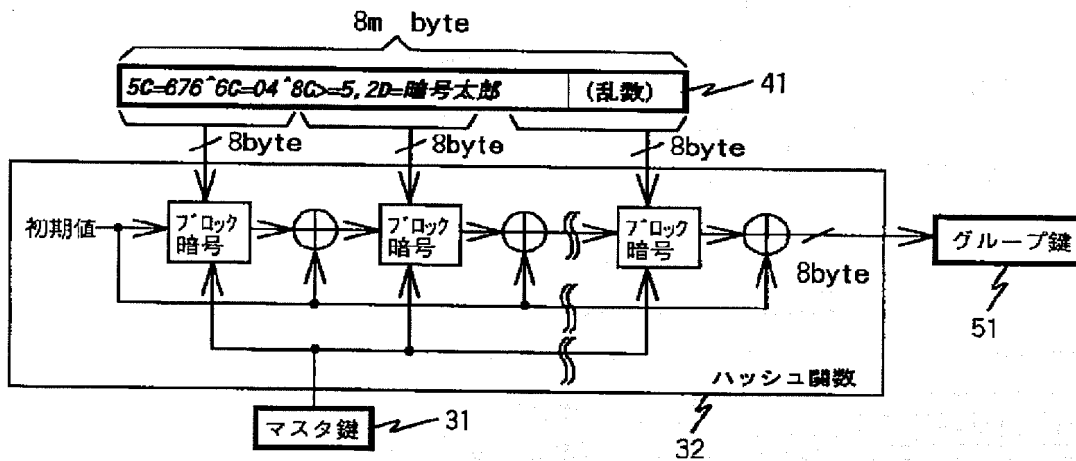 8m byte
5C=676^6C=04^8C>=5,2D=暗号太郎 (乱数)
41
8byte 8byte 8byte
初期値
ブロック暗号
ブロック暗号
ブロック暗号
8byte
グループ鍵
51
ハッシュ関数
マスタ鍵
31
32